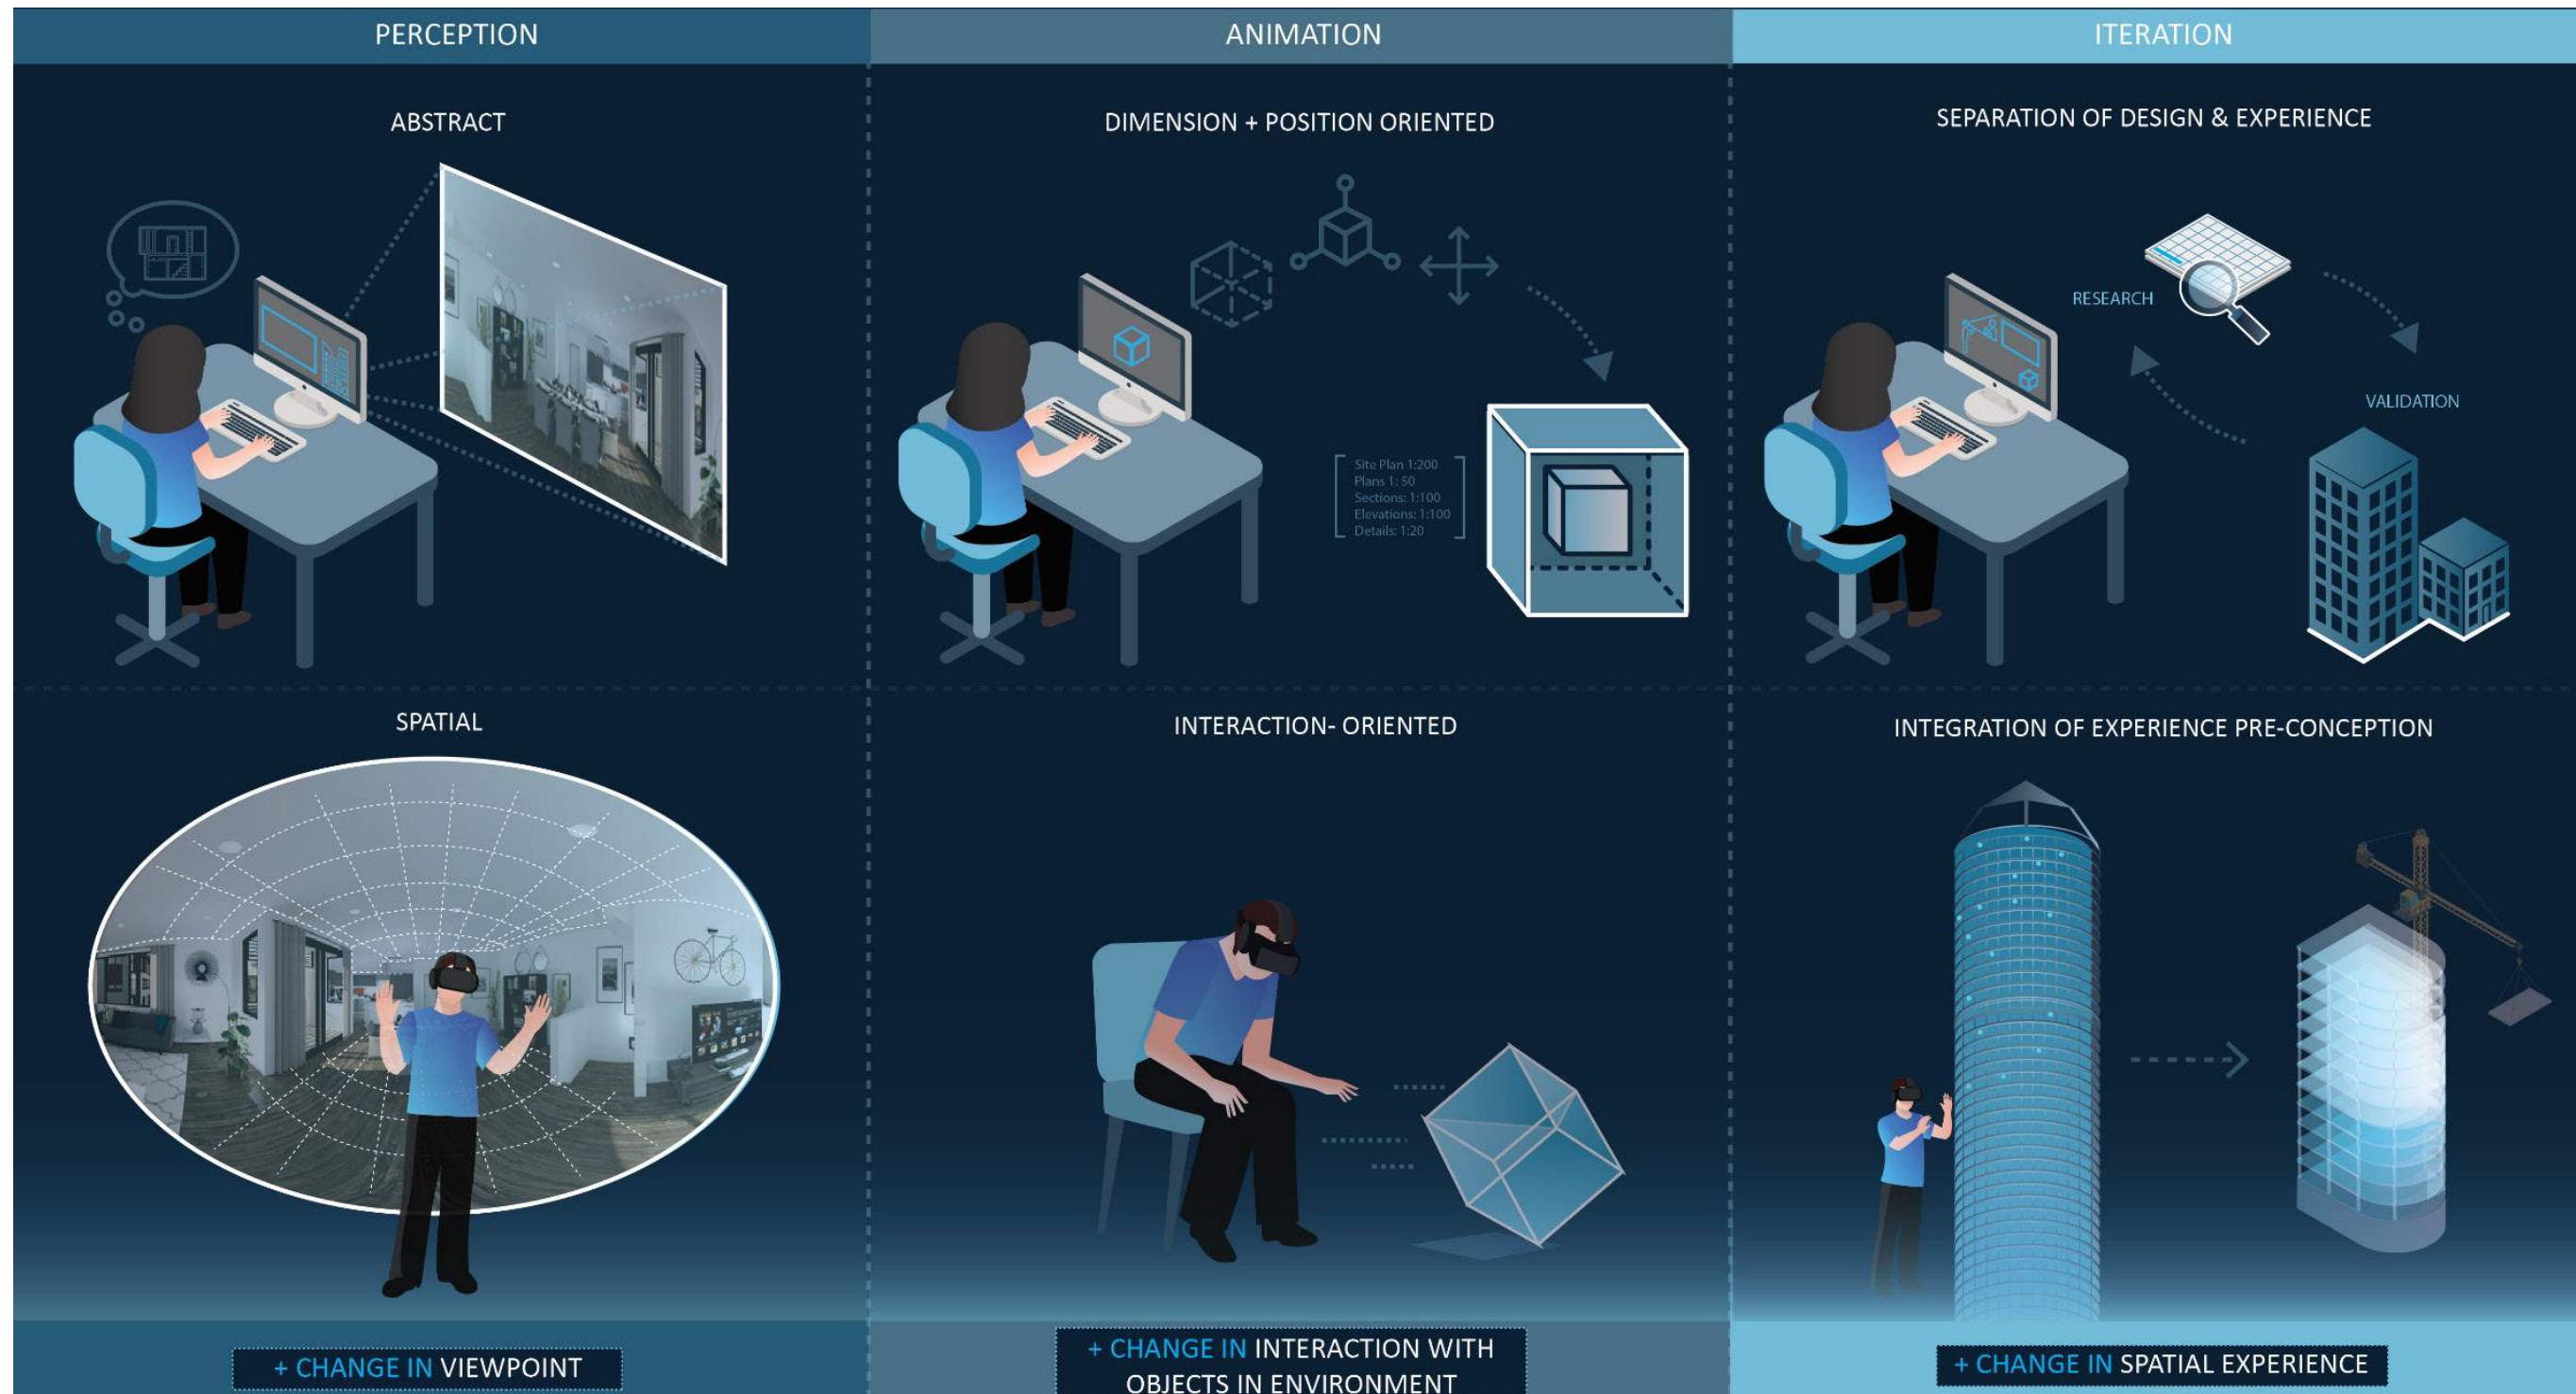 PERCEPTION
ANIMATION
ITERATION
ABSTRACT
DIMENSION + POSITION ORIENTED
SEPARATION OF DESIGN & EXPERIENCE
RESEARCH
VALIDATION
Site Plan 1:200
Plans 1: 50
Sections: 1:100
Elevations: 1:100
Details: 1:20
SPATIAL
INTERACTION- ORIENTED
INTEGRATION OF EXPERIENCE PRE-CONCEPTION
+ CHANGE IN VIEWPOINT
+ CHANGE IN INTERACTION WITH
OBJECTS IN ENVIRONMENT
+ CHANGE IN SPATIAL EXPERIENCE